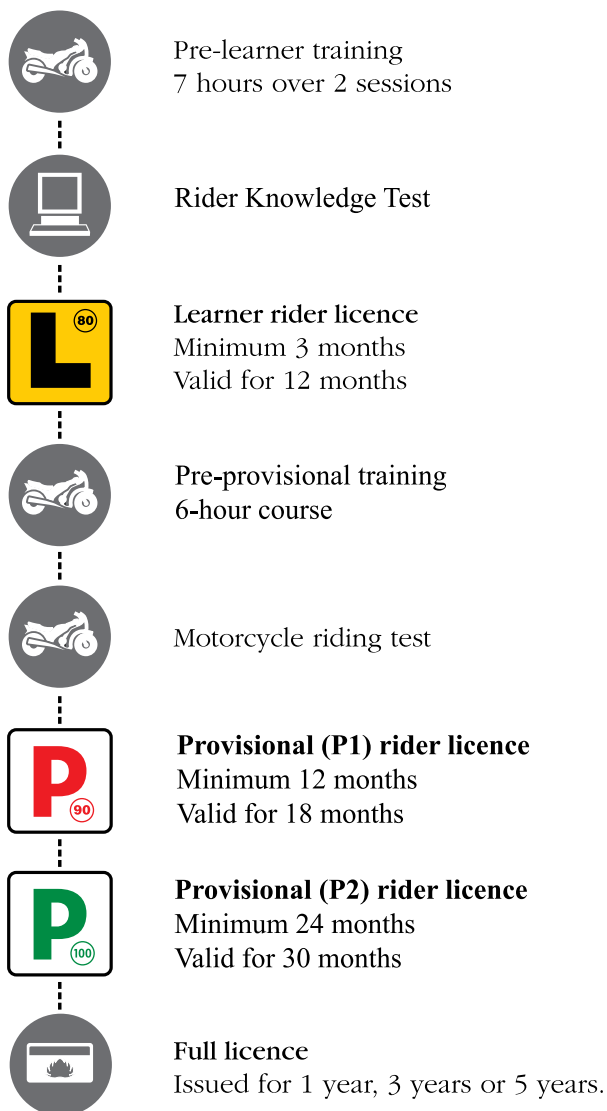 Pre-learner training
7 hours over 2 sessions
Rider Knowledge Test
L
80
Learner rider licence
Minimum 3 months
Valid for 12 months
Pre-provisional training
6-hour course
Motorcycle riding test
P
90
Provisional (P1) rider licence
Minimum 12 months
Valid for 18 months
P
100
Provisional (P2) rider licence
Minimum 24 months
Valid for 30 months
Full licence
Issued for 1 year, 3 years or 5 years.